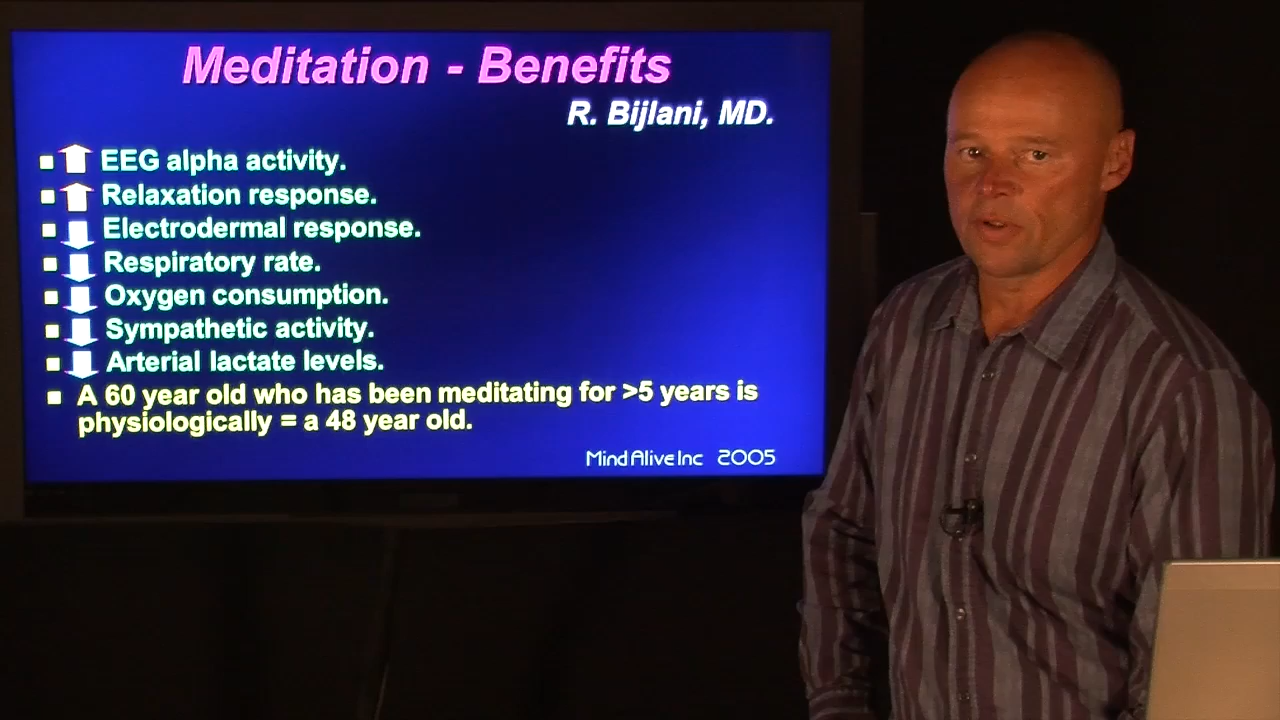 Meditation - Benefits
R. Bijlani, MD.
EEG alpha activity.
Relaxation response.
Electrodermal response.
Respiratory rate.
Oxygen consumption.
Sympathetic activity.
Arterial lactate levels.
A 60 year old who has been meditating for >5 years is
physiologically = a 48 year old.
Mind Alive Inc 2005